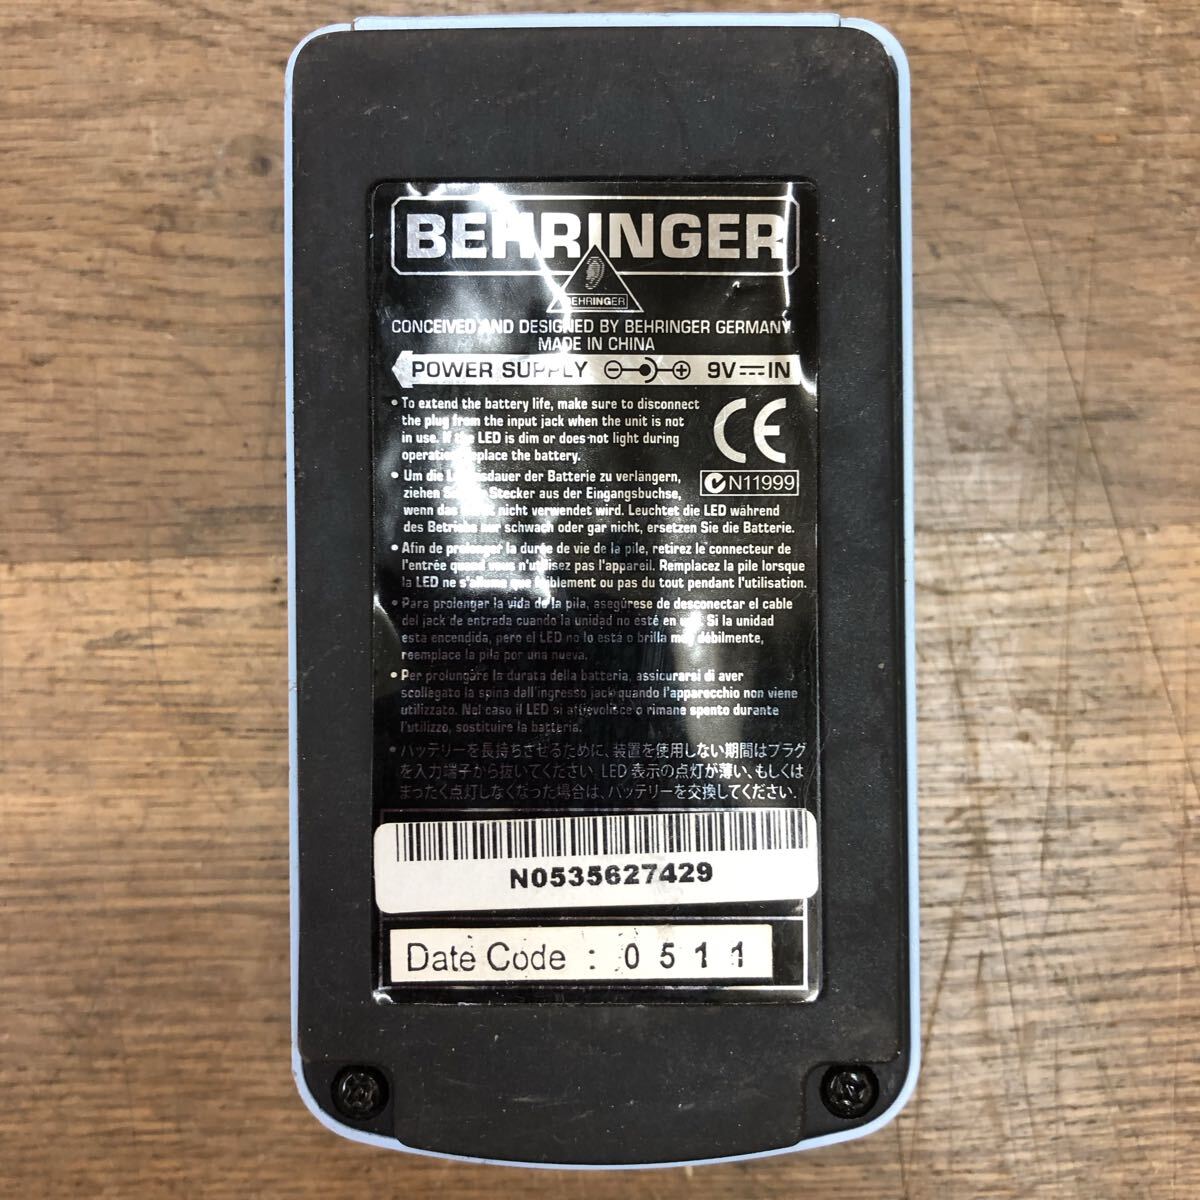 BEHRINGER
BEHRINGER
CONCEIVED AND DESIGNED BY BEHRINGER GERMANY.
MADE IN CHINA
POWER SUPPLY 9V IN
• To extend the battery life, make sure to disconnect
the plug from the input jack when the unit is not
in use. If the LED is dim or does not light during
operation replace the battery.
CE
N11999
• Um die Lebensdauer der Batterie zu verlängern,
ziehen Stecker aus der Eingangsbuchse,
wenn das nicht verwendet wird. Leuchtet die LED während
des Betriebs nur schwach oder gar nicht, ersetzen Sie die Batterie.
• Afin de prolonger la durée de vie de la pile, retirez le connecteur de
l'entrée quand vous n'utilisez pas l'appareil. Remplacez la pile lorsque
la LED ne s'allume que faiblement ou pas du tout pendant l'utilisation.
• Para prolongar la vida de la pila, asegúrese de desconectar el cable
del jack de entrada cuando la unidad no esté en uso. Si la unidad
esta encendida, pero el LED no lo está o brilla muy débilmente,
reemplace la pila por una nueva.
• Per prolungare la durata della batteria, assicurarsi di aver
scollegato la spina dall'ingresso jack quando l'apparecchio non viene
utilizzato. Nel caso il LED si affievolisce o rimane spento durante
l'utilizzo, sostituire la batteria.
• バッテリーを長持ちさせるために、装置を使用しない期間はプラグ
を入力端子から抜いてください. LED 表示の点灯が薄い、もしくは
まったく点灯しなくなった場合は、バッテリーを交換してください.
N0535627429
Date Code : 0511